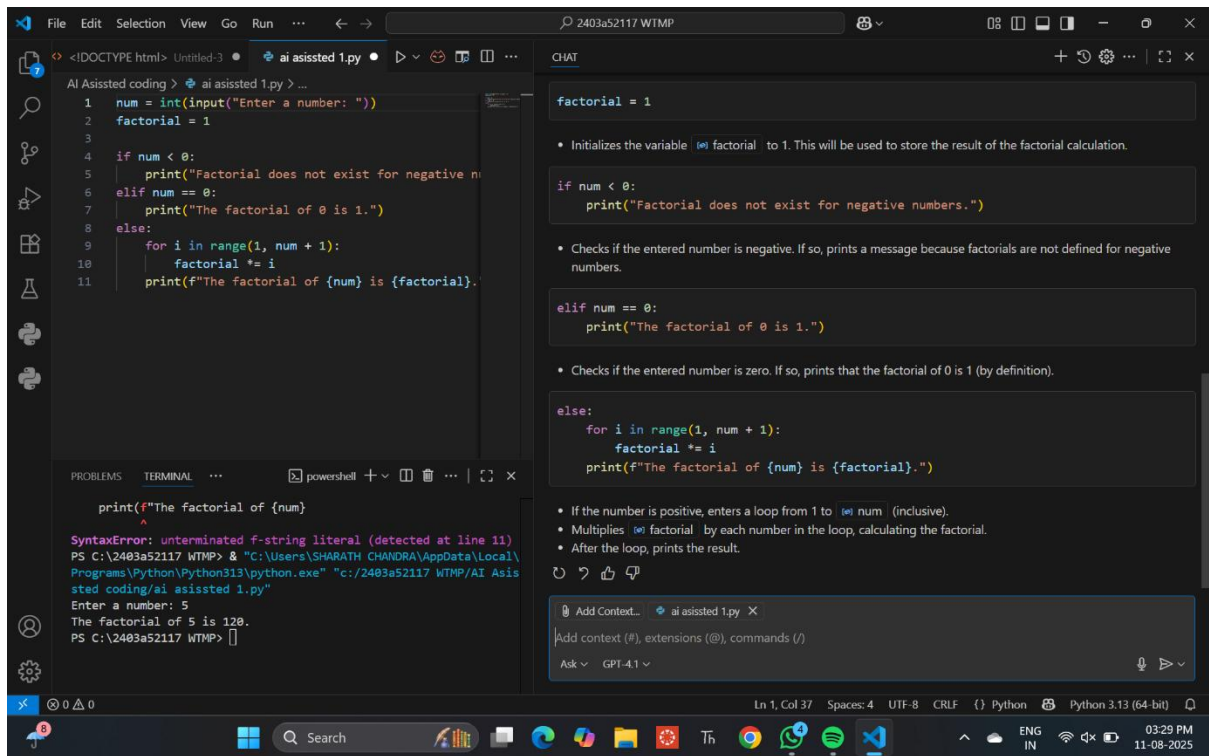 File Edit Selection View Go Run ··· ← → 2403a52117 WTMP
<!DOCTYPE html> Untitled-3 ● ai asissted 1.py ●
AI Asissted coding > ai asissted 1.py > ...
1 num = int(input("Enter a number: "))
2 factorial = 1
3
4 if num < 0:
5 print("Factorial does not exist for negative
6 elif num == 0:
7 print("The factorial of 0 is 1.")
8 else:
9 for i in range(1, num + 1):
10 factorial *= i
11 print(f"The factorial of {num} is {factorial}.
PROBLEMS TERMINAL ··· powershell
print(f"The factorial of {num}
^
SyntaxError: unterminated f-string literal (detected at line 11)
PS C:\2403a52117 WTMP> & "C:\Users\SHARATH CHANDRA\AppData\Local\
Programs\Python\Python313\python.exe" "c:/2403a52117 WTMP/AI Asis
sted coding/ai asissted 1.py"
Enter a number: 5
The factorial of 5 is 120.
PS C:\2403a52117 WTMP>
CHAT
factorial = 1
• Initializes the variable factorial to 1. This will be used to store the result of the factorial calculation.
if num < 0:
print("Factorial does not exist for negative numbers.")
• Checks if the entered number is negative. If so, prints a message because factorials are not defined for negative
numbers.
elif num == 0:
print("The factorial of 0 is 1.")
• Checks if the entered number is zero. If so, prints that the factorial of 0 is 1 (by definition).
else:
for i in range(1, num + 1):
factorial *= i
print(f"The factorial of {num} is {factorial}.")
• If the number is positive, enters a loop from 1 to num (inclusive).
• Multiplies factorial by each number in the loop, calculating the factorial.
• After the loop, prints the result.
Add Context... ai asissted 1.py ×
Add context (#), extensions (@), commands (/)
Ask GPT-4.1
7
0 0 0 Ln 1, Col 37 Spaces: 4 UTF-8 CRLF {} Python Python 3.13 (64-bit)
8 Search Th 4 ENG 03:29 PM
IN 11-08-2025